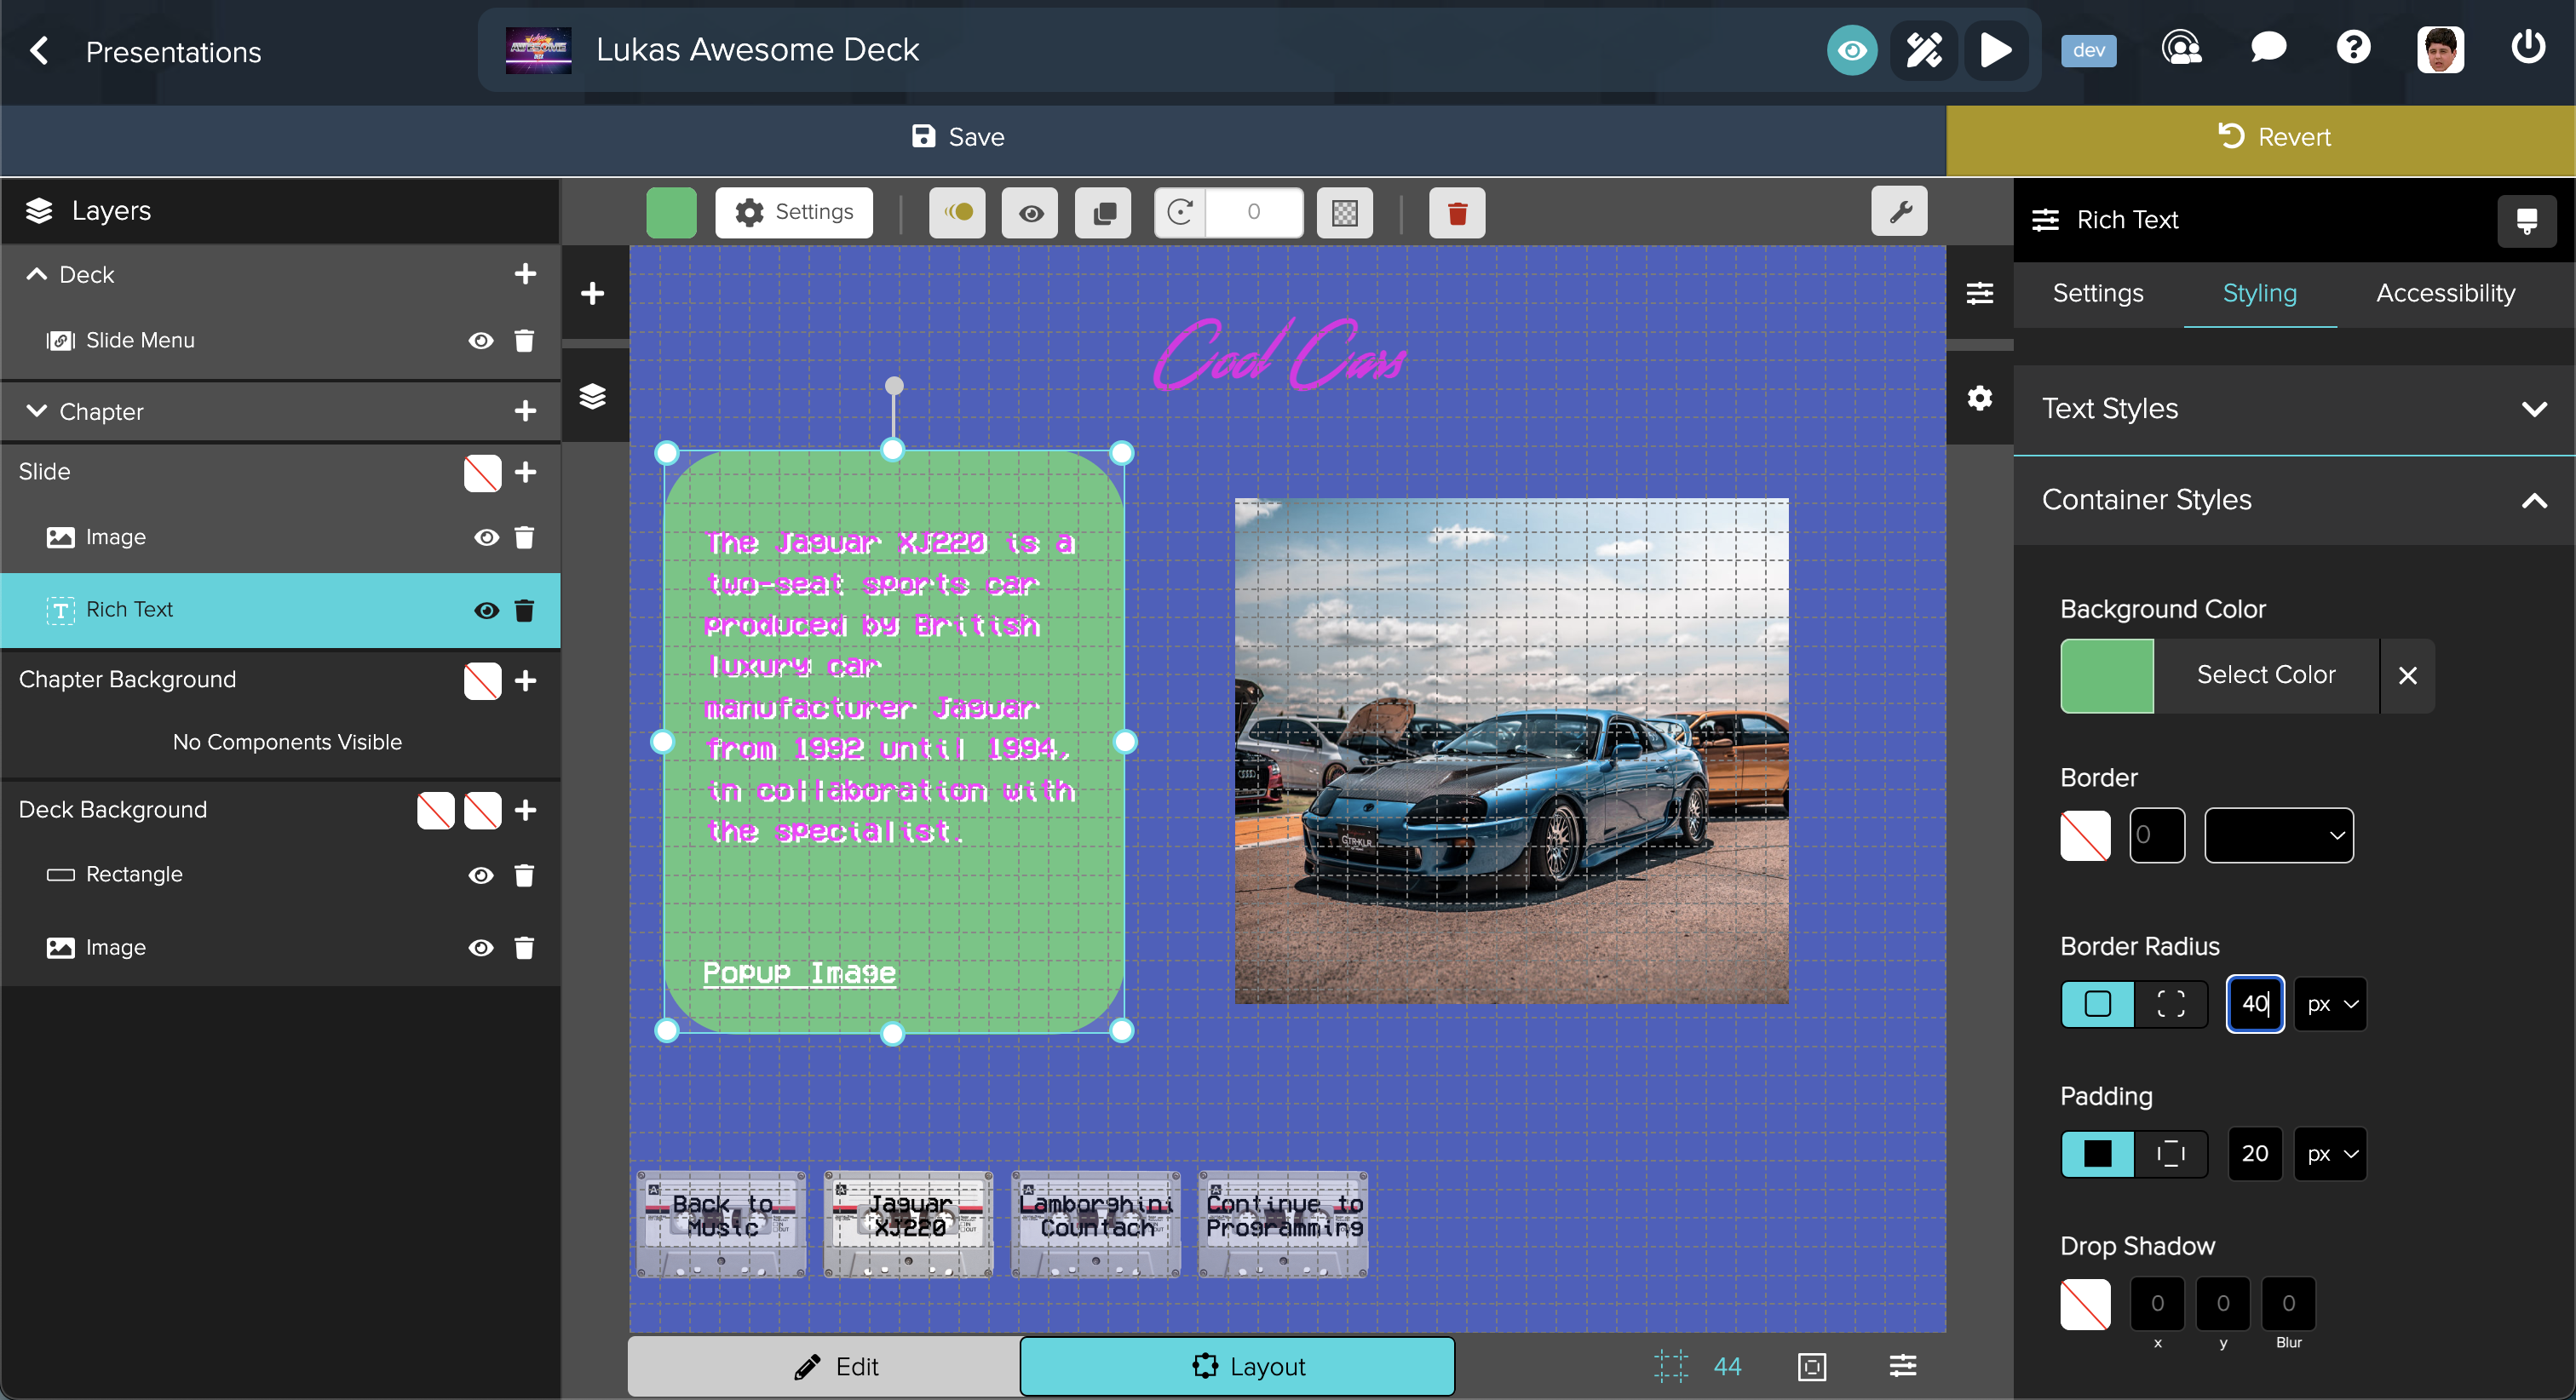 Presentations
Lukas Awesome Deck
dev
Save
Revert
Layers
Settings
0
Rich Text
Deck
Slide Menu
Chapter
Slide
Image
Rich Text
Chapter Background
No Components Visible
Deck Background
Rectangle
Image
Cool Cars
The Jaguar XJ220 is a
two-seat sports car
produced by British
luxury car
manufacturer Jaguar
from 1992 until 1994,
in collaboration with
the specialist.
Popup Image
GTR-KLR
Back to
Music
Jaguar
XJ220
Lamborghini
Countach
Continue to
Programming
Edit
Layout
44
Settings
Styling
Accessibility
Text Styles
Container Styles
Background Color
Select Color
Border
0
Border Radius
40
px
Padding
20
px
Drop Shadow
0
0
0
x
y
Blur